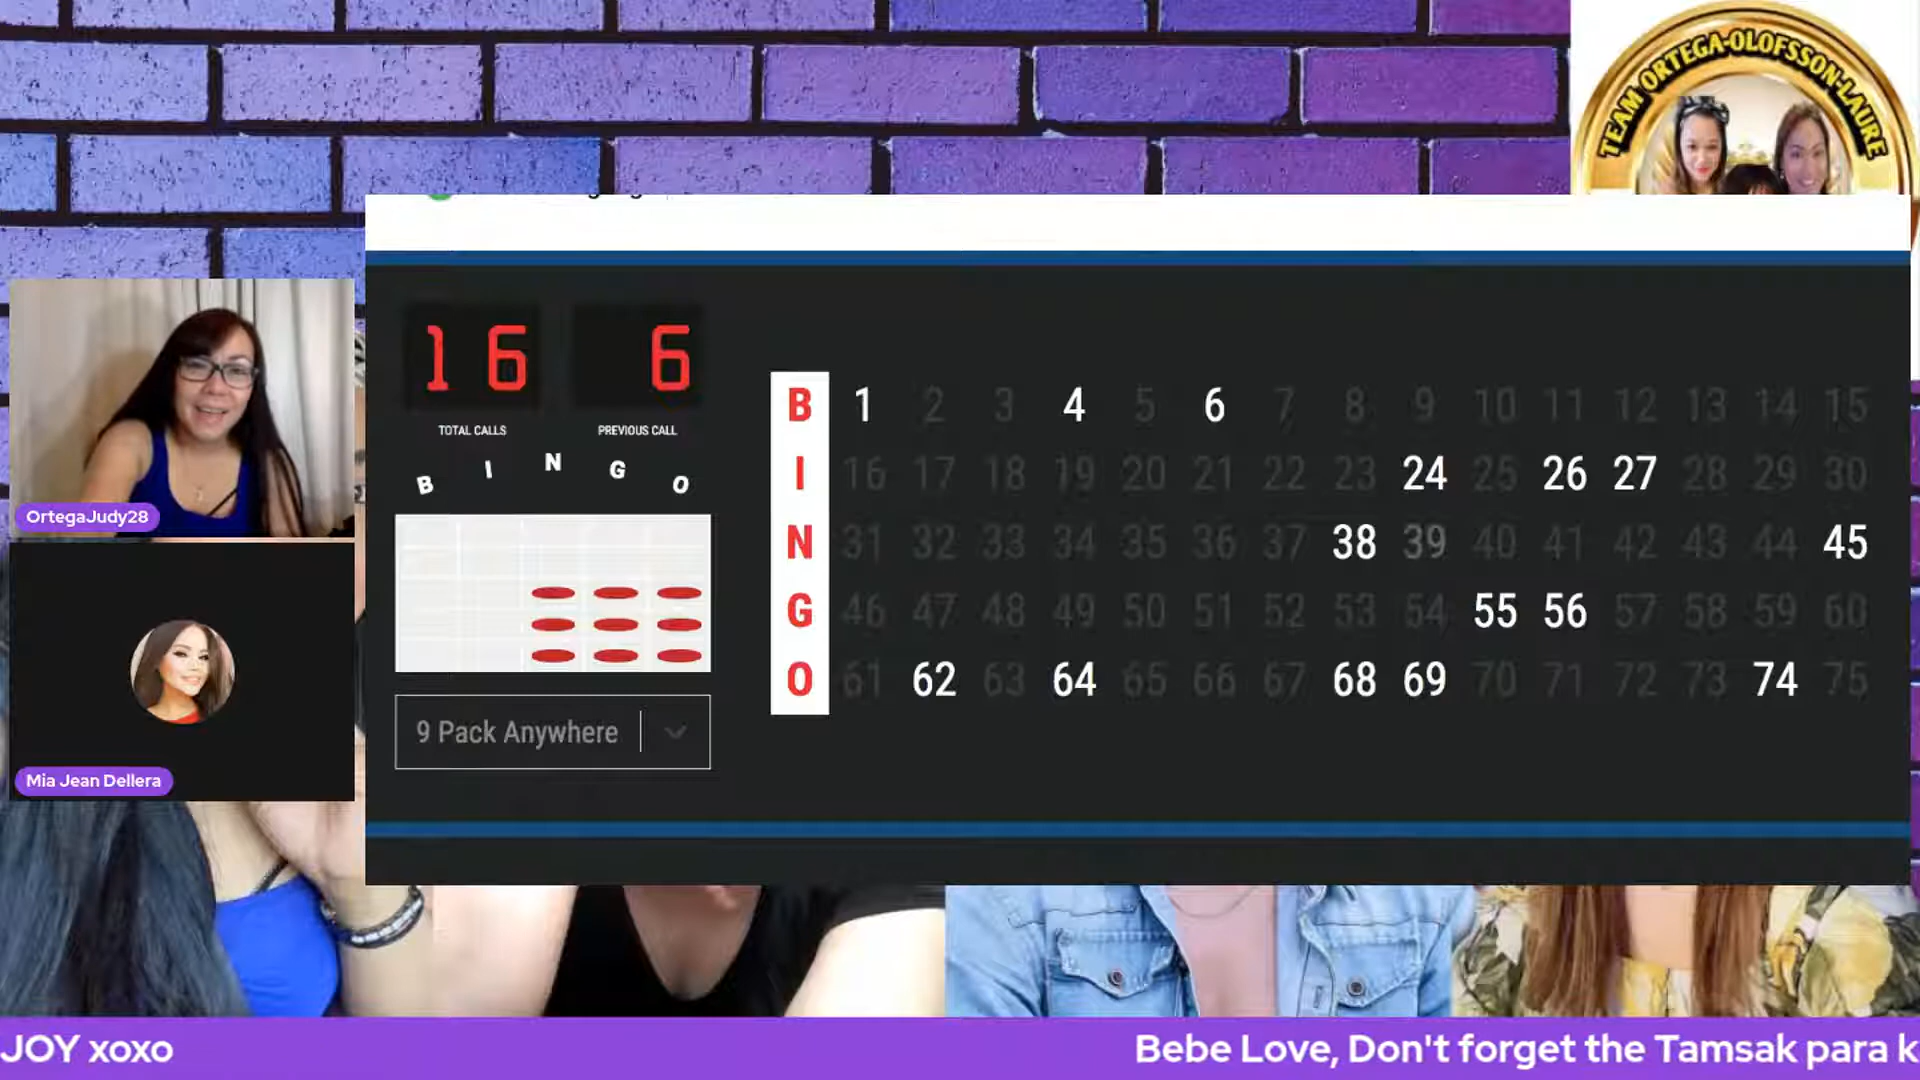 TEAM ORTEGA-OLOFSSON-LAURE
16 6
TOTAL CALLS PREVIOUS CALL
B I N G O
9 Pack Anywhere
B 1 2 3 4 5 6 7 8 9 10 11 12 13 14 15
I 16 17 18 19 20 21 22 23 24 25 26 27 28 29 30
N 31 32 33 34 35 36 37 38 39 40 41 42 43 44 45
G 46 47 48 49 50 51 52 53 54 55 56 57 58 59 60
O 61 62 63 64 65 66 67 68 69 70 71 72 73 74 75
OrtegaJudy28
Mia Jean Dellera
JOY xoxo Bebe Love, Don't forget the Tamsak para k